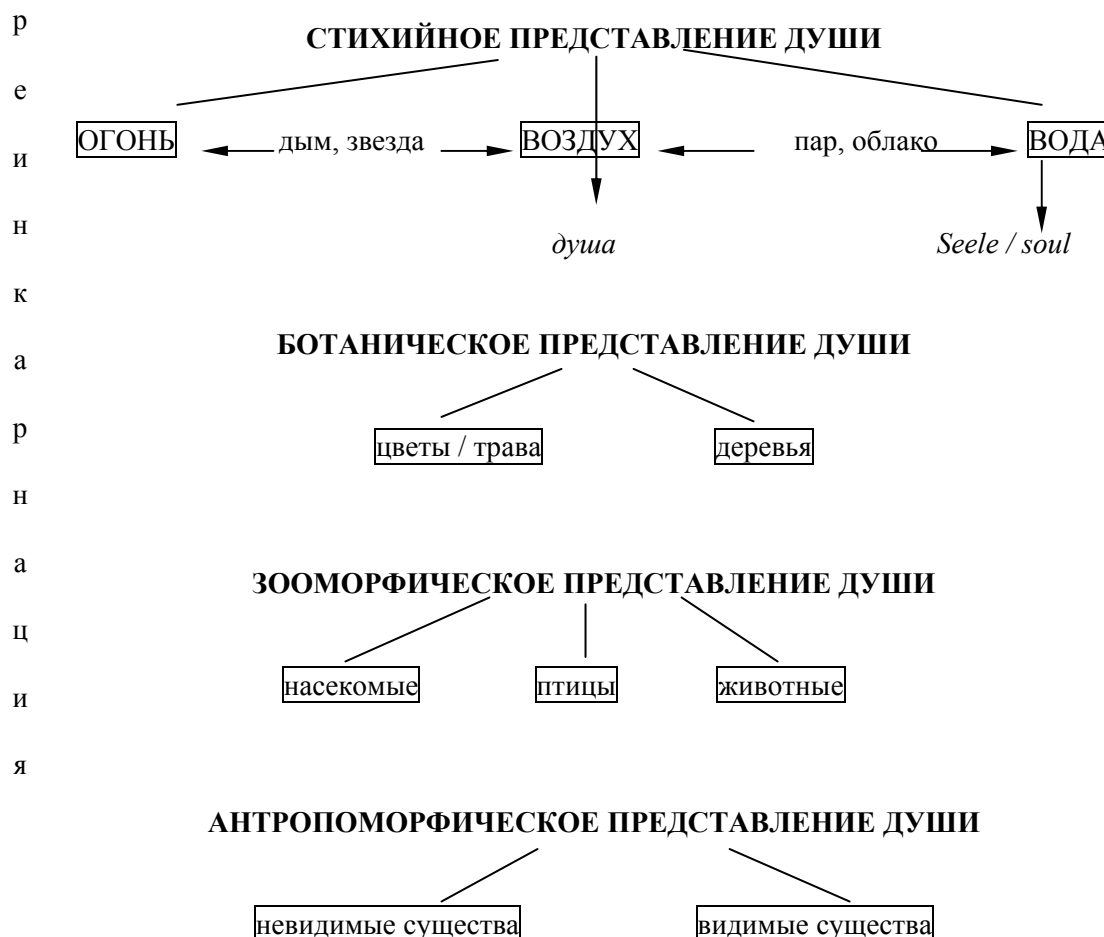 р
е
и
н
к
а
р
н
а
ц
и
я
СТИХИЙНОЕ ПРЕДСТАВЛЕНИЕ ДУШИ
ОГОНЬ дым, звезда ВОЗДУХ пар, облако ВОДА
душа Seele / soul
БОТАНИЧЕСКОЕ ПРЕДСТАВЛЕНИЕ ДУШИ
цветы / трава деревья
ЗООМОРФИЧЕСКОЕ ПРЕДСТАВЛЕНИЕ ДУШИ
насекомые птицы животные
АНТРОПОМОРФИЧЕСКОЕ ПРЕДСТАВЛЕНИЕ ДУШИ
невидимые существа видимые существа